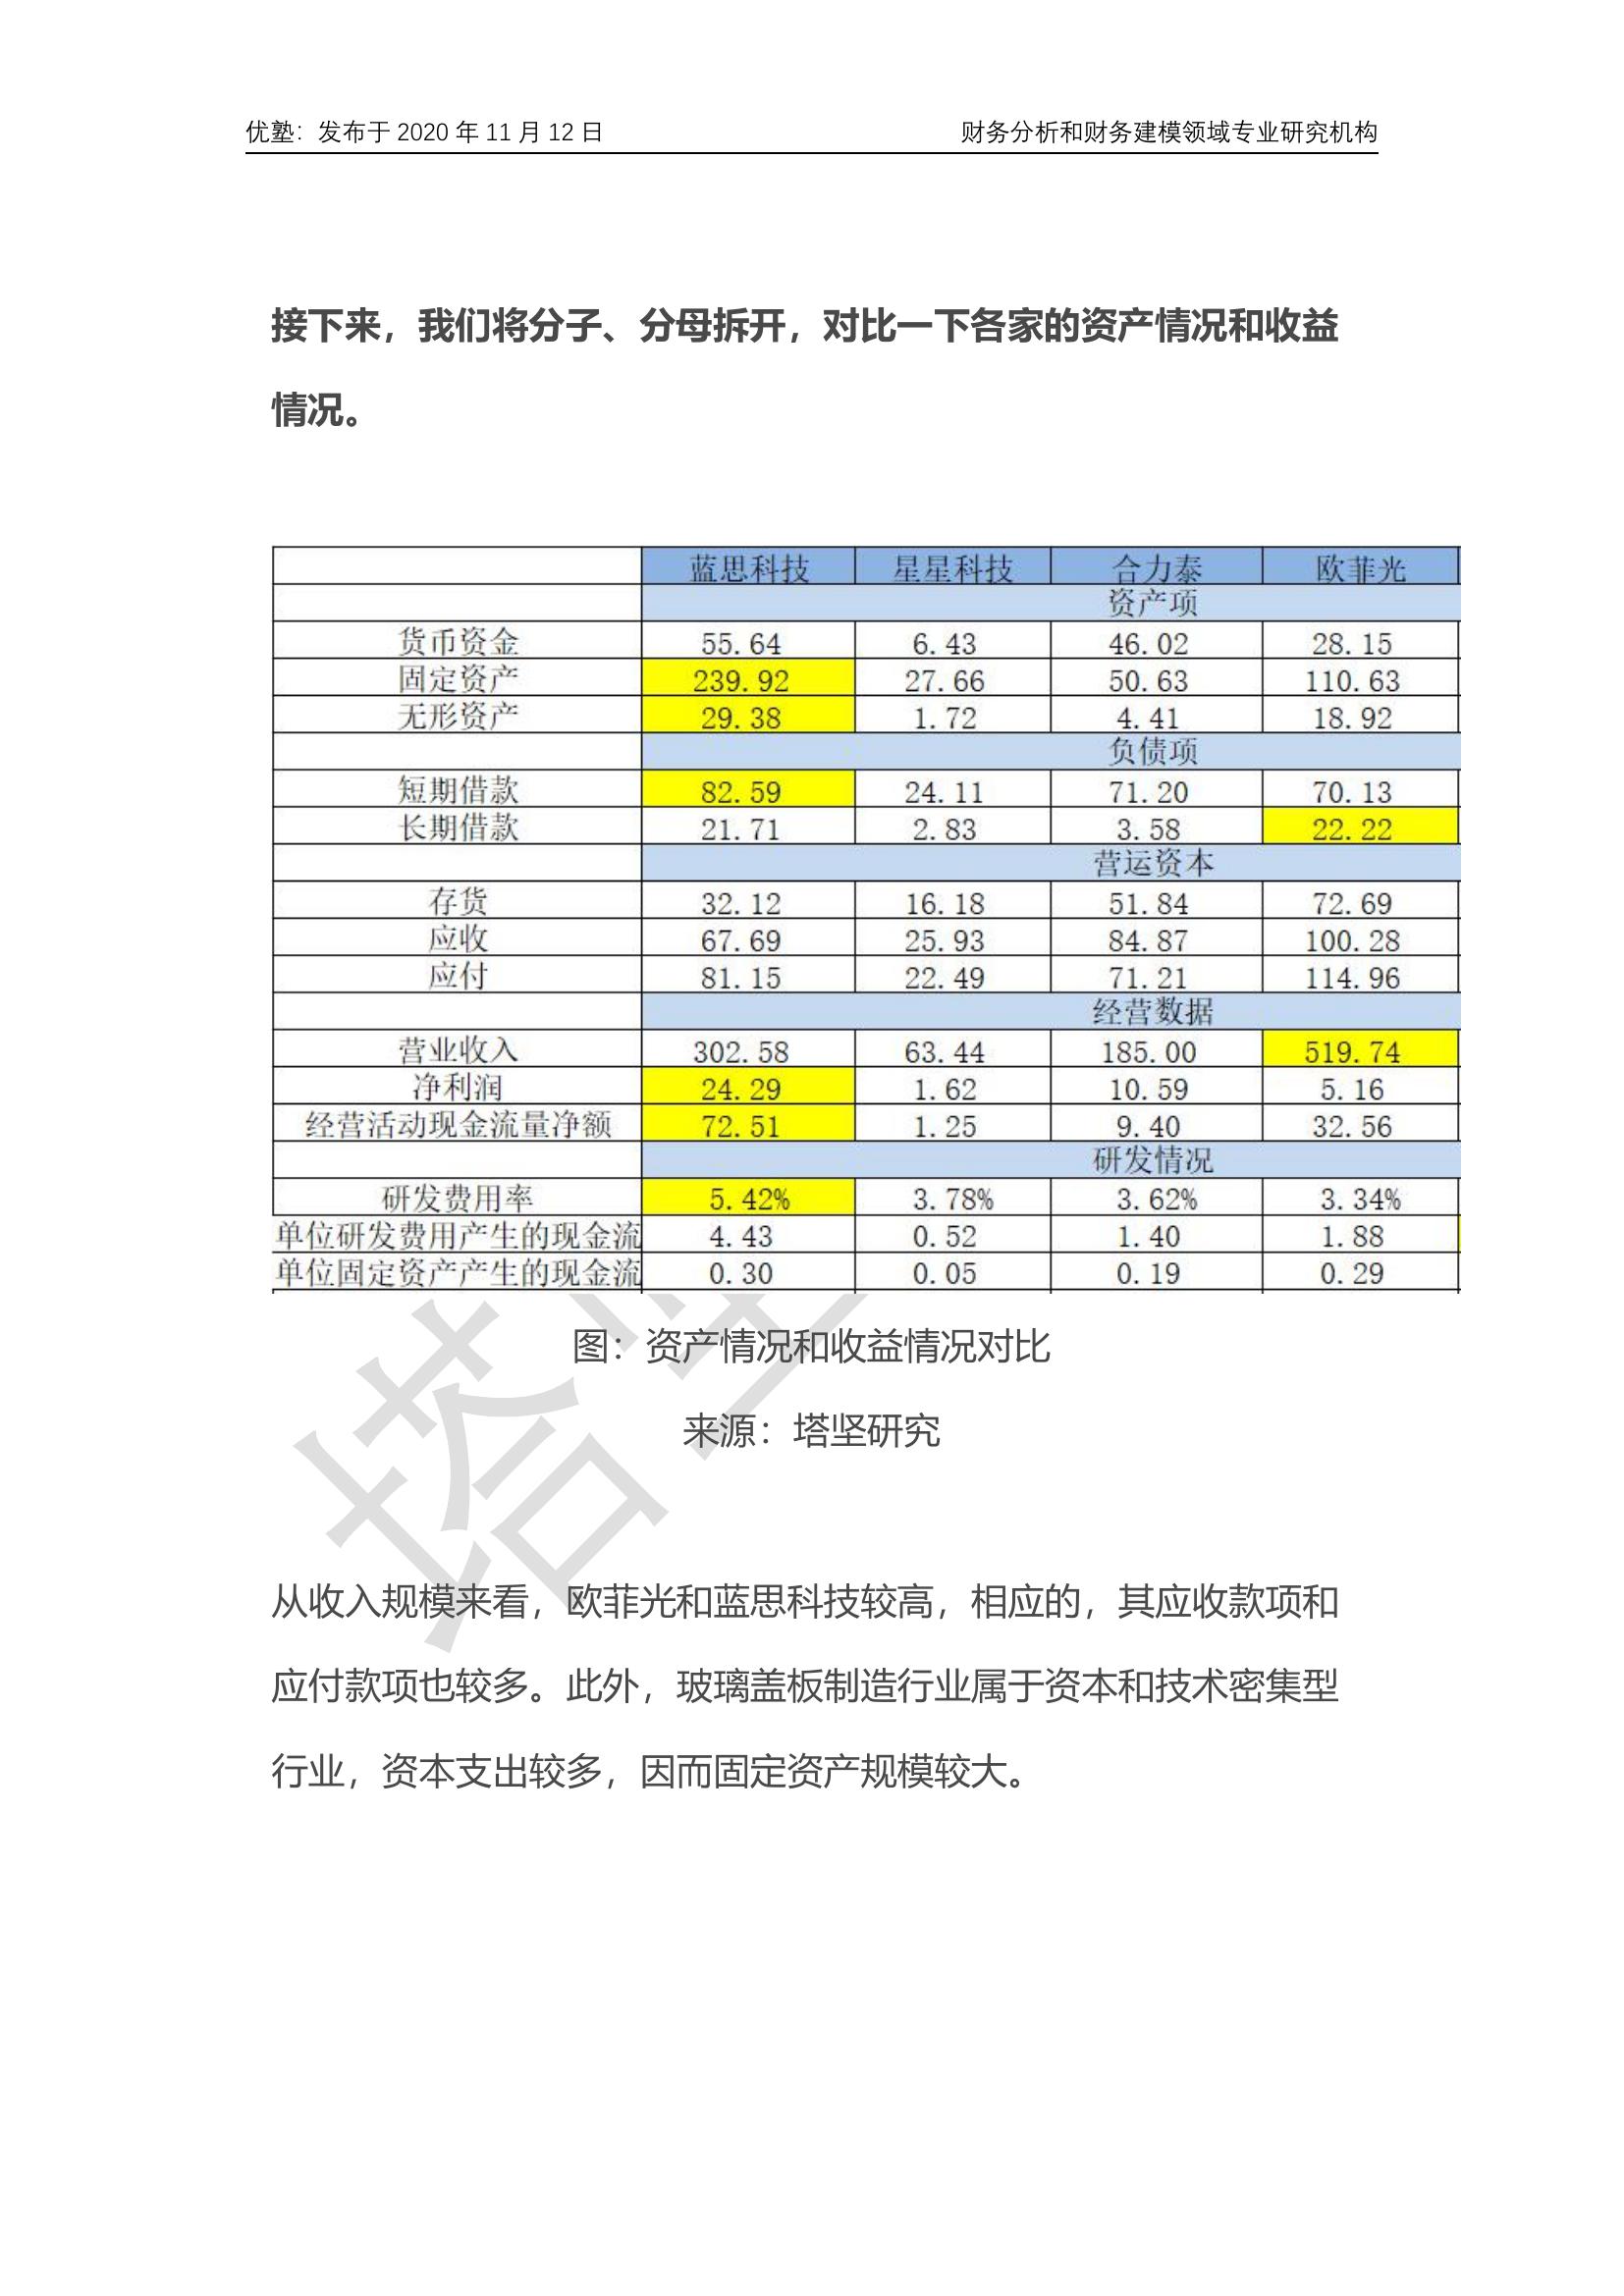 优塾：发布于 2020 年 11 月 12 日 财务分析和财务建模领域专业研究机构
接下来，我们将分子、分母拆开，对比一下各家的资产情况和收益
情况。
蓝思科技 星星科技 合力泰 欧菲光
资产项
货币资金 55.64 6.43 46.02 28.15
固定资产 239.92 27.66 50.63 110.63
无形资产 29.38 1.72 4.41 18.92
负债项
短期借款 82.59 24.11 71.20 70.13
长期借款 21.71 2.83 3.58 22.22
营运资本
存货 32.12 16.18 51.84 72.69
应收 67.69 25.93 84.87 100.28
应付 81.15 22.49 71.21 114.96
经营数据
营业收入 302.58 63.44 185.00 519.74
净利润 24.29 1.62 10.59 5.16
经营活动现金流量净额 72.51 1.25 9.40 32.56
研发情况
研发费用率 5.42% 3.78% 3.62% 3.34%
单位研发费用产生的现金流 4.43 0.52 1.40 1.88
单位固定资产产生的现金流 0.30 0.05 0.19 0.29
图：资产情况和收益情况对比
来源：塔坚研究
塔
从收入规模来看，欧菲光和蓝思科技较高，相应的，其应收款项和
应付款项也较多。此外，玻璃盖板制造行业属于资本和技术密集型
行业，资本支出较多，因而固定资产规模较大。